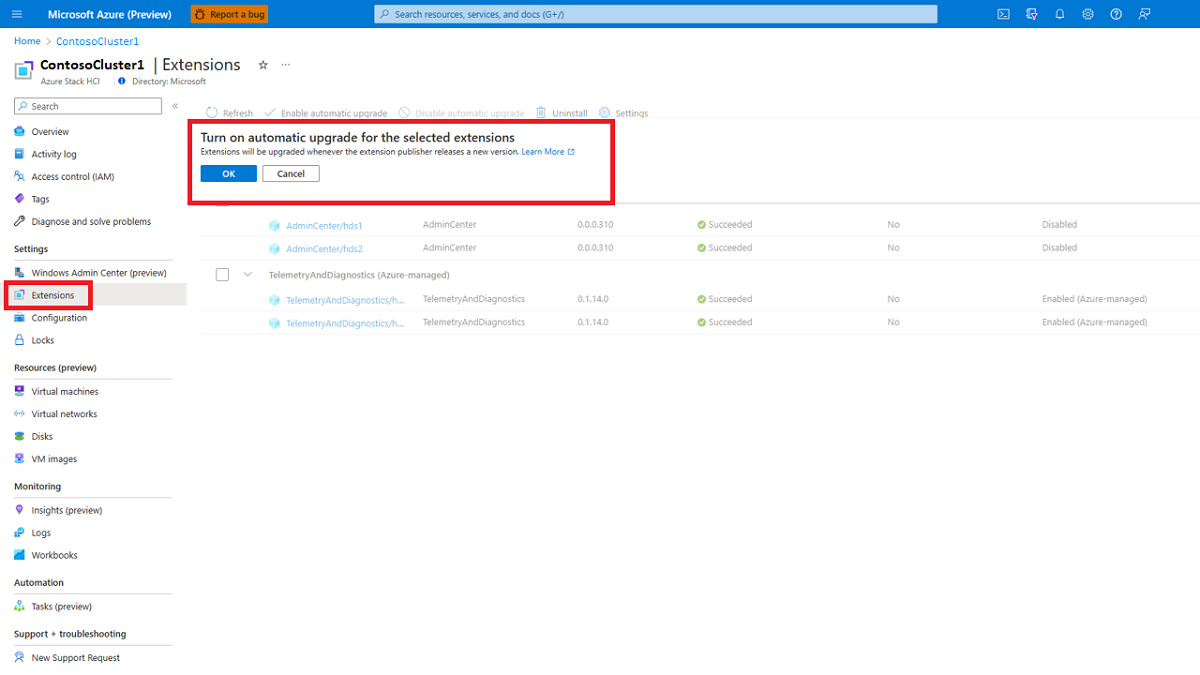 Microsoft Azure (Preview)
Report a bug
Search resources, services, and docs (G+/)
Home > ContosoCluster1
ContosoCluster1 | Extensions
Azure Stack HCI
Directory: Microsoft
Search
Refresh
Enable automatic upgrade
Disable automatic upgrade
Uninstall
Settings
Turn on automatic upgrade for the selected extensions
Extensions will be upgraded whenever the extension publisher releases a new version. Learn More
OK
Cancel
Overview
Activity log
Access control (IAM)
Tags
Diagnose and solve problems
Settings
Windows Admin Center (preview)
Extensions
Configuration
Locks
Resources (preview)
Virtual machines
Virtual networks
Disks
VM images
Monitoring
Insights (preview)
Logs
Workbooks
Automation
Tasks (preview)
Support + troubleshooting
New Support Request
AdminCenter/hds1 AdminCenter 0.0.0.310 Succeeded No Disabled
AdminCenter/hds2 AdminCenter 0.0.0.310 Succeeded No Disabled
TelemetryAndDiagnostics (Azure-managed)
TelemetryAndDiagnostics/h... TelemetryAndDiagnostics 0.1.14.0 Succeeded No Enabled (Azure-managed)
TelemetryAndDiagnostics/h... TelemetryAndDiagnostics 0.1.14.0 Succeeded No Enabled (Azure-managed)